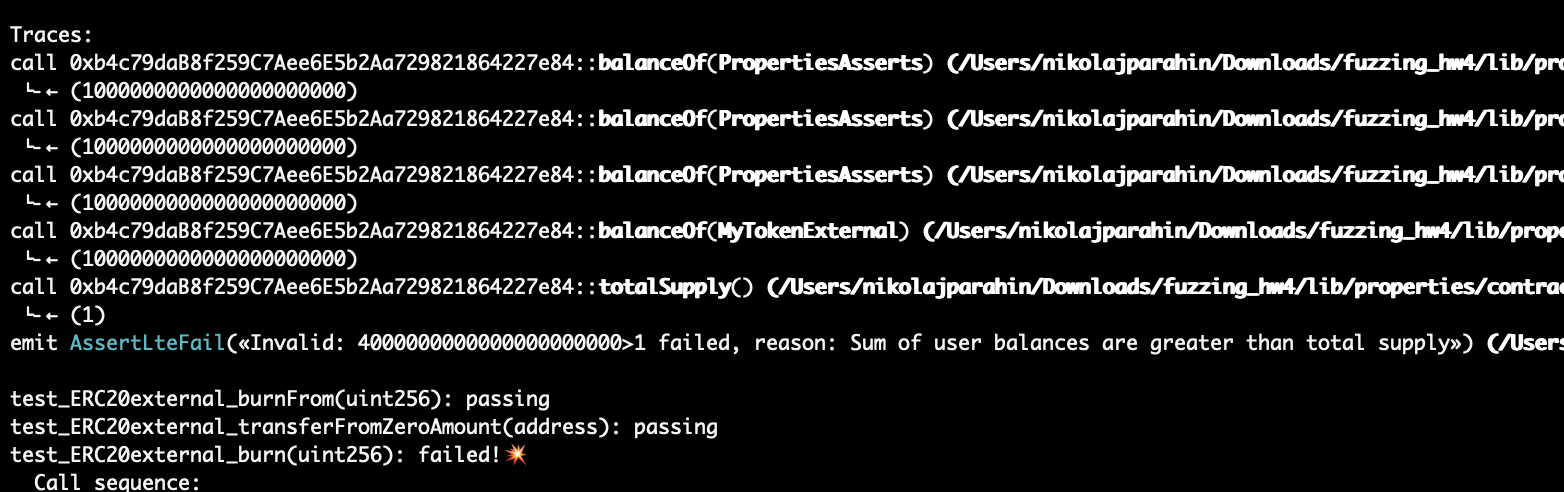 Traces:
call 0xb4c79daB8f259C7Aee6E5b2Aa729821864227e84::balanceOf(PropertiesAsserts) (/Users/nikolajparahin/Downloads/fuzzing_hw4/lib/pro
└╴← (1000000000000000000000)
call 0xb4c79daB8f259C7Aee6E5b2Aa729821864227e84::balanceOf(PropertiesAsserts) (/Users/nikolajparahin/Downloads/fuzzing_hw4/lib/pro
└╴← (1000000000000000000000)
call 0xb4c79daB8f259C7Aee6E5b2Aa729821864227e84::balanceOf(PropertiesAsserts) (/Users/nikolajparahin/Downloads/fuzzing_hw4/lib/pro
└╴← (1000000000000000000000)
call 0xb4c79daB8f259C7Aee6E5b2Aa729821864227e84::balanceOf(MyTokenExternal) (/Users/nikolajparahin/Downloads/fuzzing_hw4/lib/prope
└╴← (1000000000000000000000)
call 0xb4c79daB8f259C7Aee6E5b2Aa729821864227e84::totalSupply() (/Users/nikolajparahin/Downloads/fuzzing_hw4/lib/properties/contrac
└╴← (1)
emit AssertLteFail(«Invalid: 4000000000000000000000>1 failed, reason: Sum of user balances are greater than total supply») (/Users
test_ERC20external_burnFrom(uint256): passing
test_ERC20external_transferFromZeroAmount(address): passing
test_ERC20external_burn(uint256): failed!💥
Call sequence: